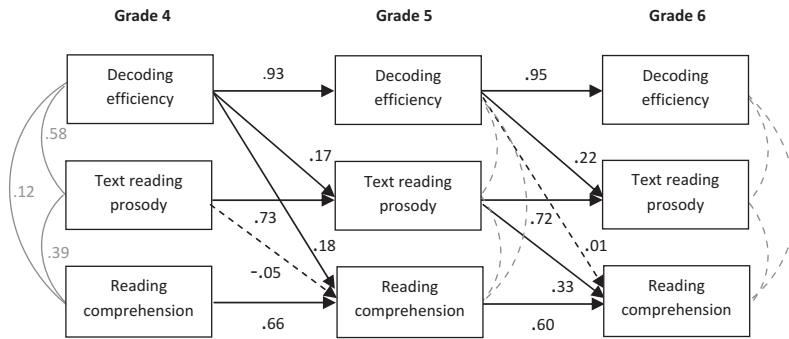 Grade 4
Grade 5
Grade 6
Decoding
efficiency
.93
Decoding
efficiency
.95
Decoding
efficiency
.58
.17
.22
.12
Text reading
prosody
Text reading
prosody
Text reading
prosody
.73
.72
.39
.18
.01
-.05
.33
Reading
comprehension
Reading
comprehension
Reading
comprehension
.66
.60